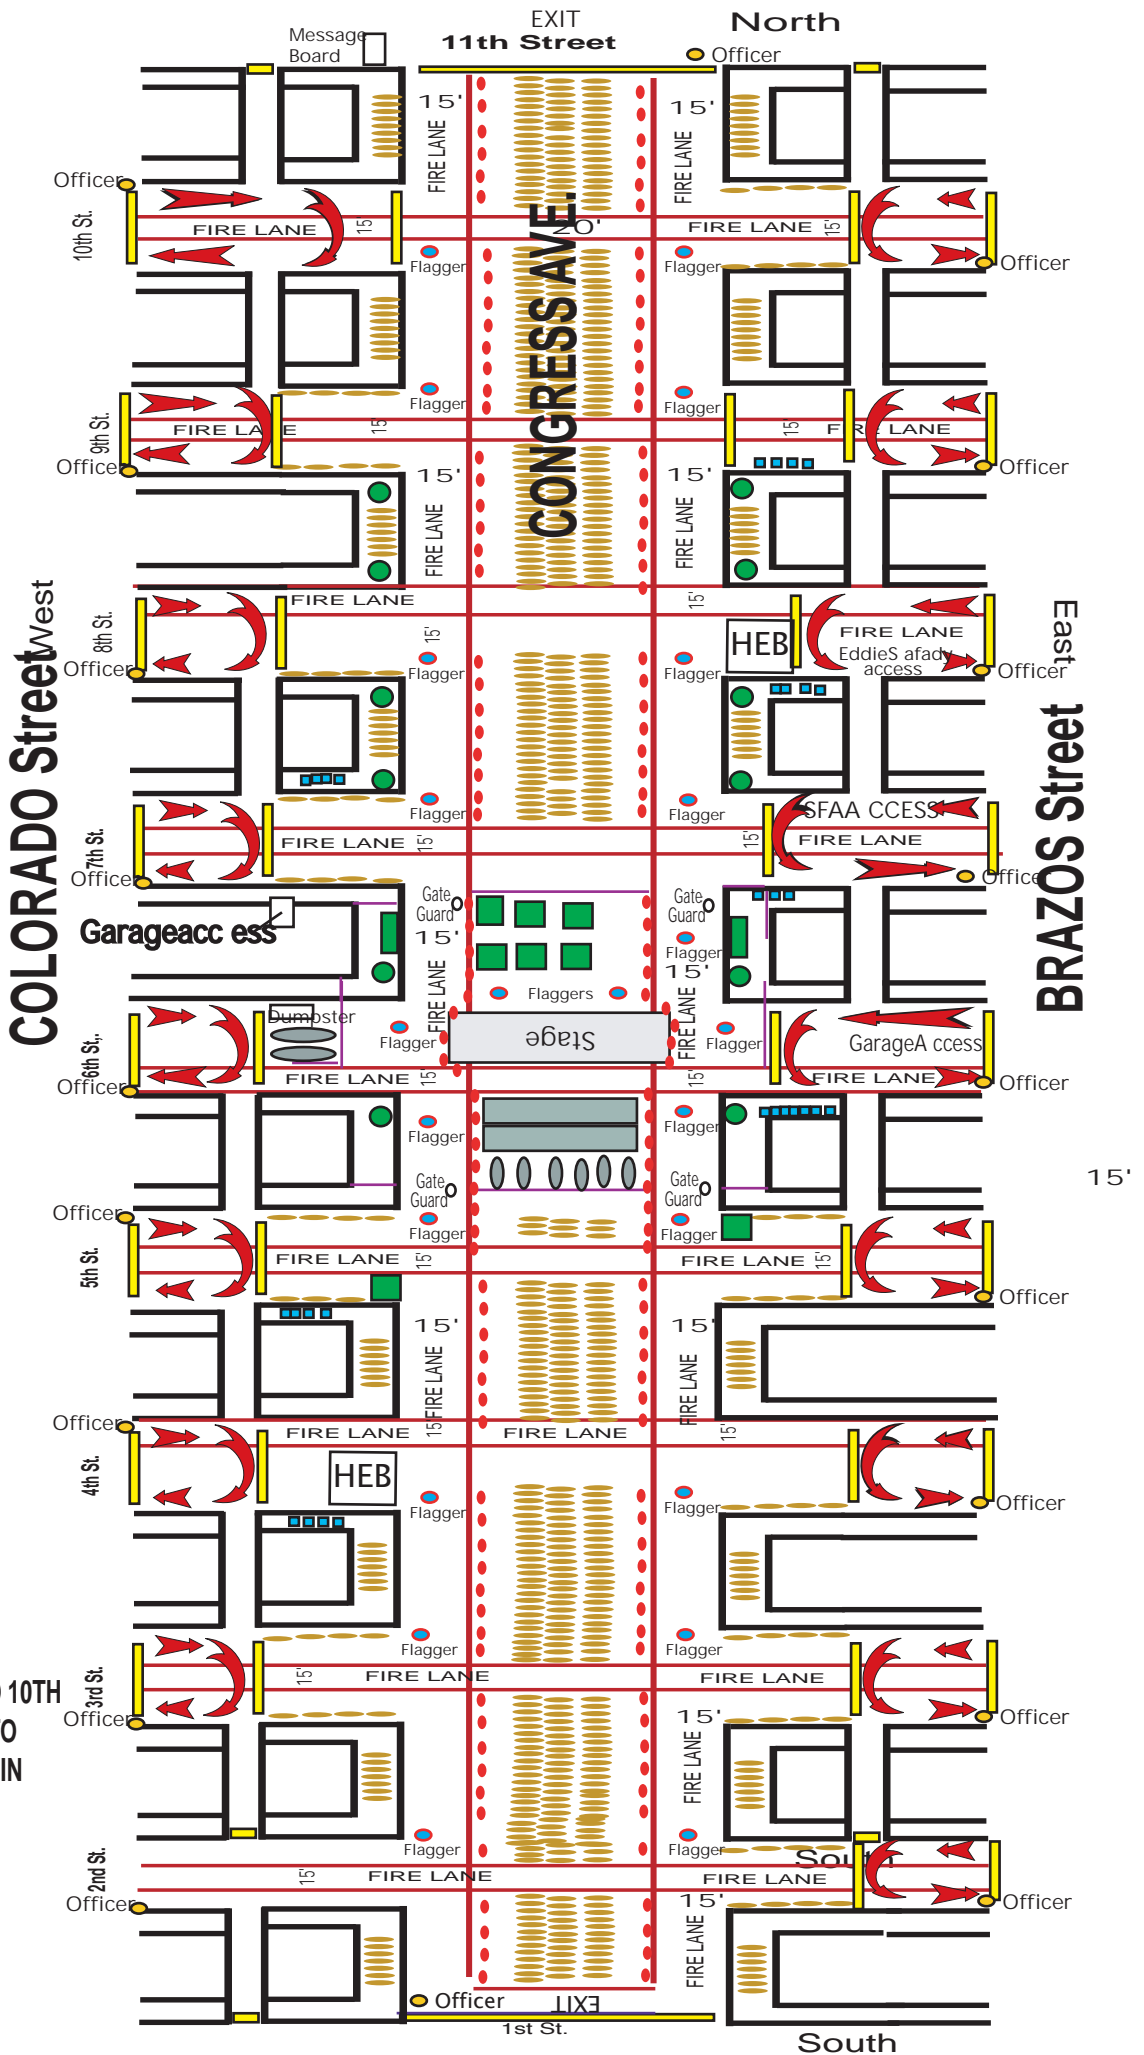 EXIT
North
11th Street
Message
Board
Officer
15'
15'
FIRE LANE
FIRE LANE
Officer
10th St.
FIRE LANE
15'
20'
FIRE LANE
15'
CONGRESS AVE.
Flagger
Flagger
Officer
Flagger
Flagger
9th St.
FIRE LANE
15'
15'
FIRE LANE
Officer
15'
15'
Officer
FIRE LANE
FIRE LANE
West
East
FIRE LANE
15'
8th St.
15'
HEB
FIRE LANE
EddieS afady
access
Officer
Flagger
Flagger
Officer
COLORADO Street
BRAZOS Street
Flagger
Flagger
SFAA CCESS
7th St.
FIRE LANE
15'
15'
FIRE LANE
Officer
Officer
Gate
Guard
Gate
Guard
Garageacc ess
15'
Flagger
15'
FIRE LANE
FIRE LANE
Flaggers
Dumpster
Flagger
Stage
Flagger
GarageA ccess
6th St.,
FIRE LANE
15'
15'
FIRE LANE
Officer
Officer
Flagger
Flagger
15'
Gate
Guard
Gate
Guard
Officer
Flagger
Flagger
5th St.
FIRE LANE
15'
FIRE LANE
15'
Officer
15'
15'
FIRE LANE
FIRE LANE
Officer
FIRE LANE
15'
FIRE LANE
15'
4th St.
HEB
Flagger
Flagger
Officer
Flagger
Flagger
3rd St.
15'
FIRE LANE
FIRE LANE
10TH
TO
IN
Officer
15'
Officer
FIRE LANE
Flagger
Flagger
South
2nd St.
15'
FIRE LANE
FIRE LANE
Officer
15'
Officer
FIRE LANE
Officer
EXIT
1st St.
South